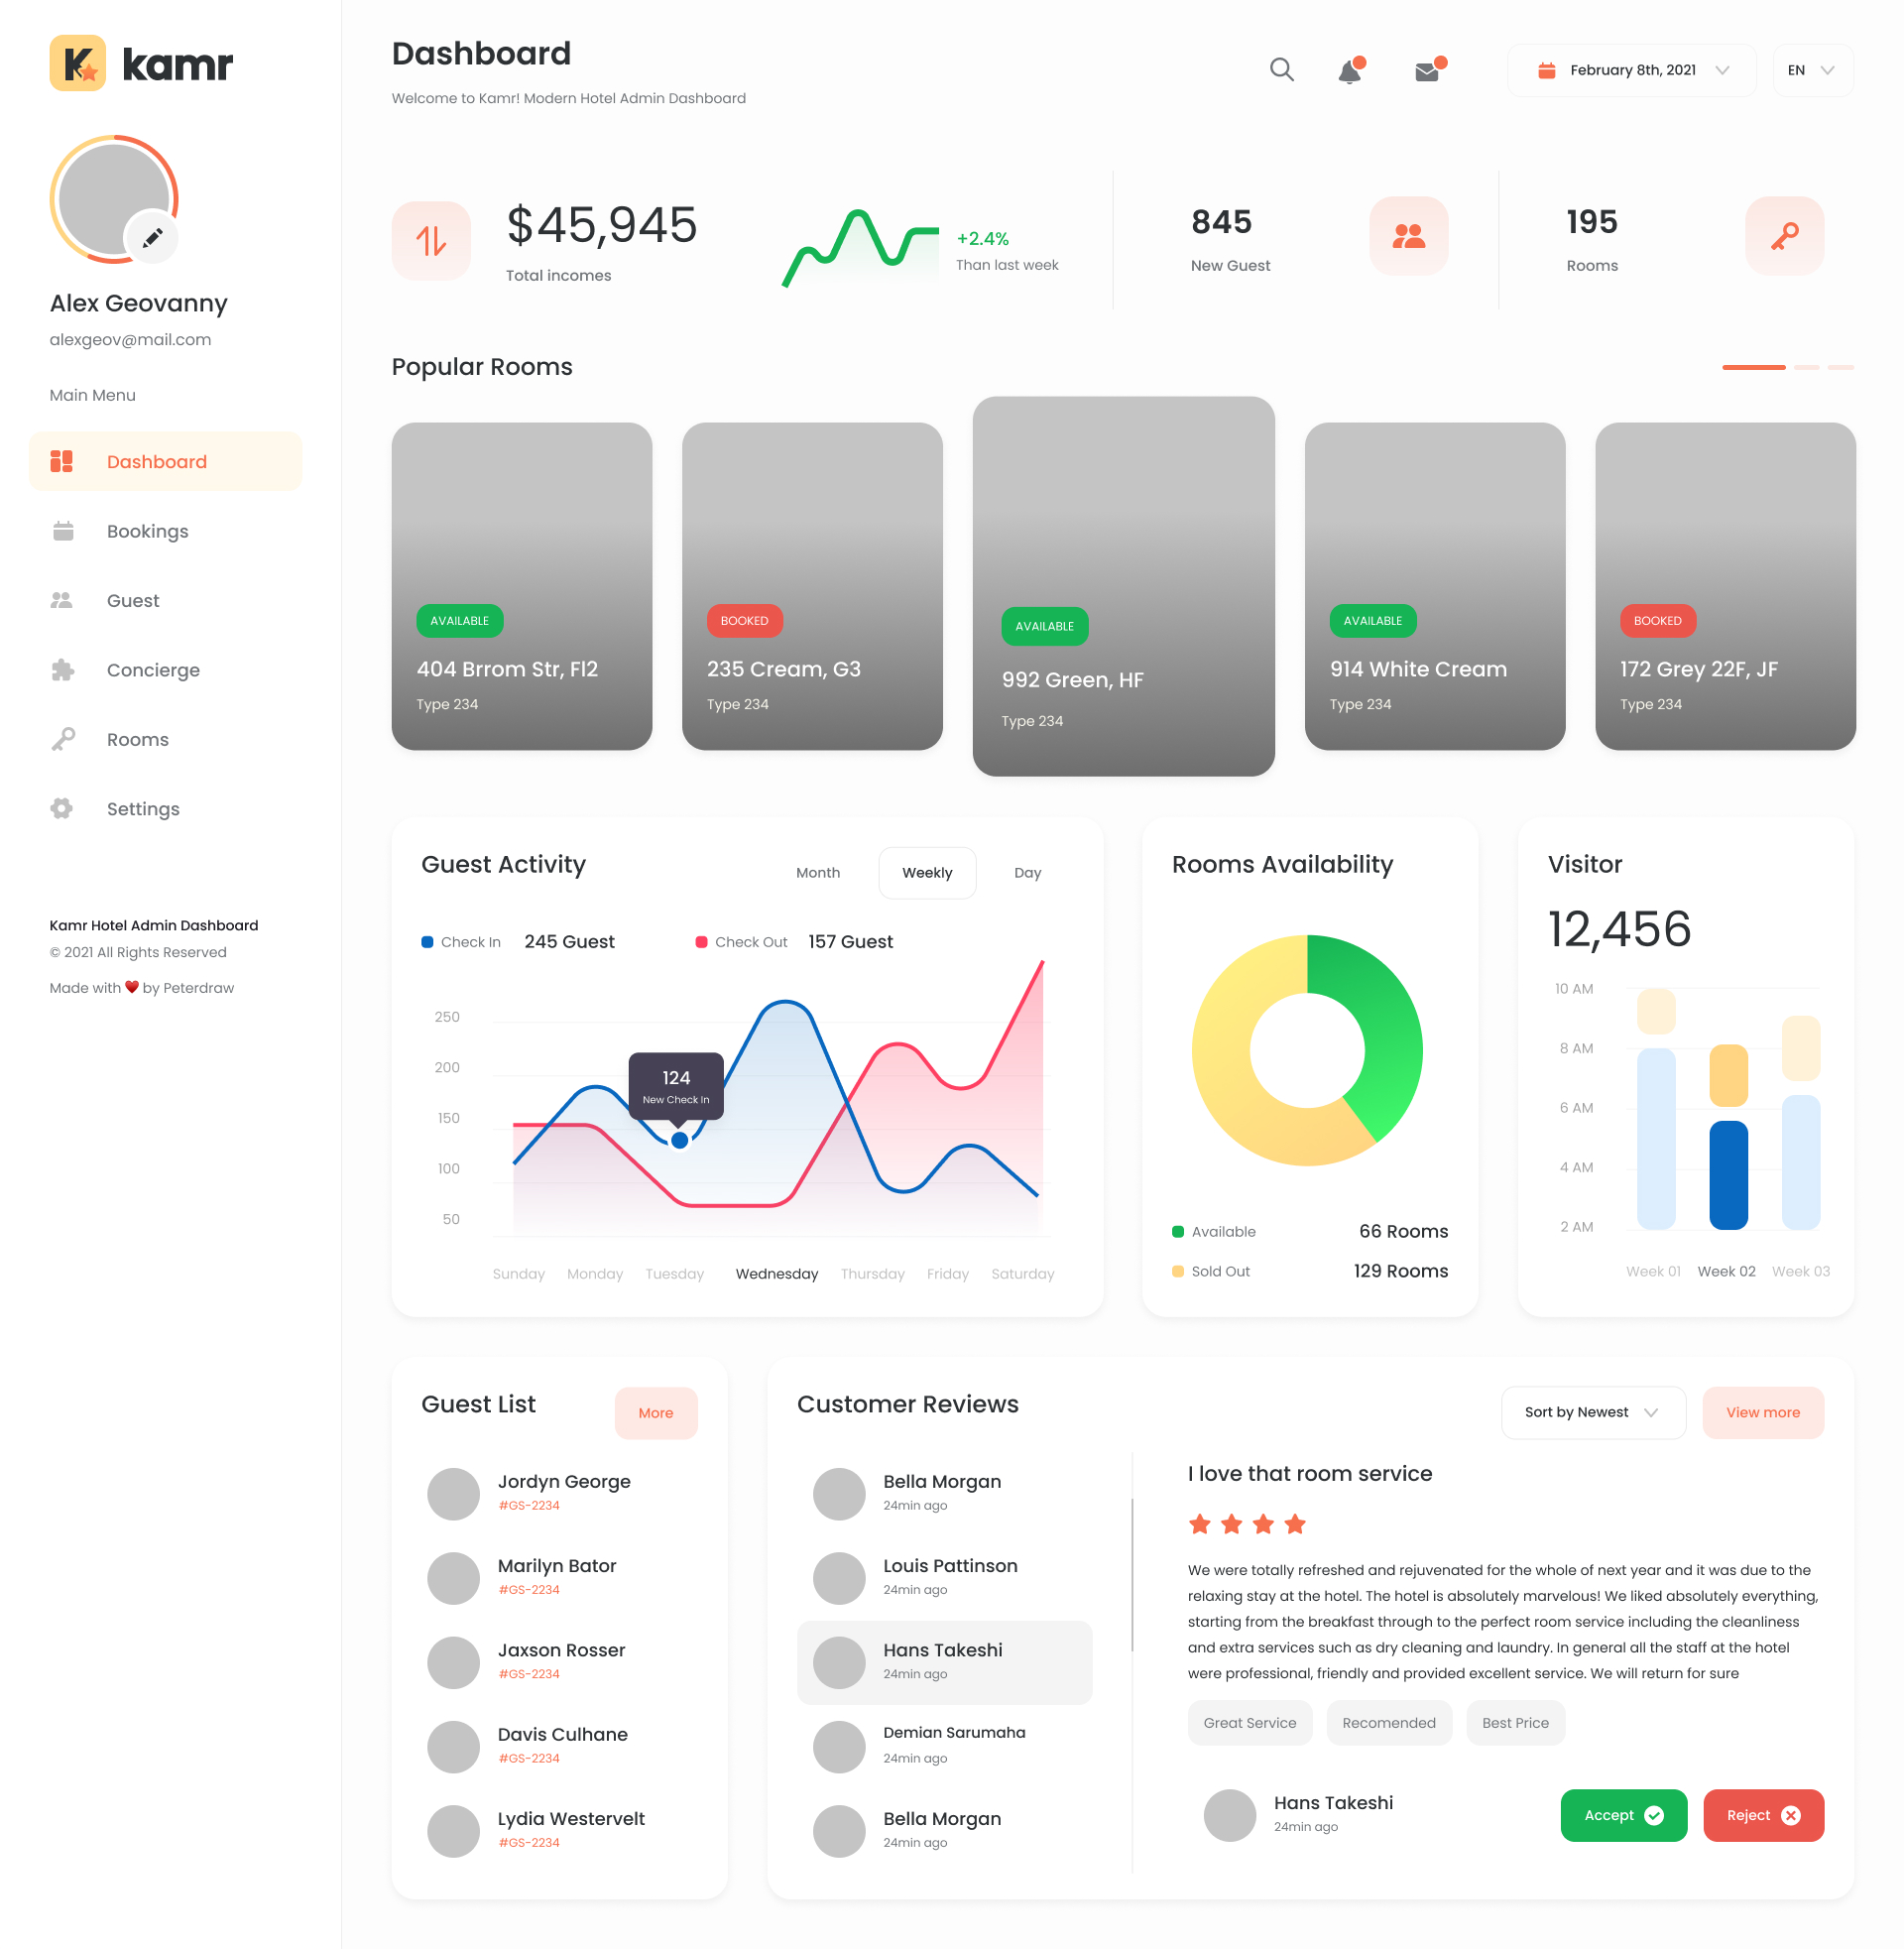 K kamr
Alex Geovanny
alexgeov@mail.com
Main Menu
Dashboard
Bookings
Guest
Concierge
Rooms
Settings
Kamr Hotel Admin Dashboard
© 2021 All Rights Reserved
Made with ❤ by Peterdraw
Dashboard
Welcome to Kamr! Modern Hotel Admin Dashboard
February 8th, 2021
EN
$45,945
Total incomes
+2.4%
Than last week
845
New Guest
195
Rooms
Popular Rooms
AVAILABLE
404 Brrom Str, Fl2
Type 234
BOOKED
235 Cream, G3
Type 234
AVAILABLE
992 Green, HF
Type 234
AVAILABLE
914 White Cream
Type 234
BOOKED
172 Grey 22F, JF
Type 234
Guest Activity
Month
Weekly
Day
Check In 245 Guest
Check Out 157 Guest
250
200
150
100
50
124
New Check In
Sunday Monday Tuesday Wednesday Thursday Friday Saturday
Rooms Availability
Available 66 Rooms
Sold Out 129 Rooms
Visitor
12,456
10 AM
8 AM
6 AM
4 AM
2 AM
Week 01 Week 02 Week 03
Guest List
More
Jordyn George
#GS-2234
Marilyn Bator
#GS-2234
Jaxson Rosser
#GS-2234
Davis Culhane
#GS-2234
Lydia Westervelt
#GS-2234
Customer Reviews
Sort by Newest
View more
Bella Morgan
24min ago
Louis Pattinson
24min ago
Hans Takeshi
24min ago
Demian Sarumaha
24min ago
Bella Morgan
24min ago
I love that room service
We were totally refreshed and rejuvenated for the whole of next year and it was due to the
relaxing stay at the hotel. The hotel is absolutely marvelous! We liked absolutely everything,
starting from the breakfast through to the perfect room service including the cleanliness
and extra services such as dry cleaning and laundry. In general all the staff at the hotel
were professional, friendly and provided excellent service. We will return for sure
Great Service
Recomended
Best Price
Hans Takeshi
24min ago
Accept
Reject